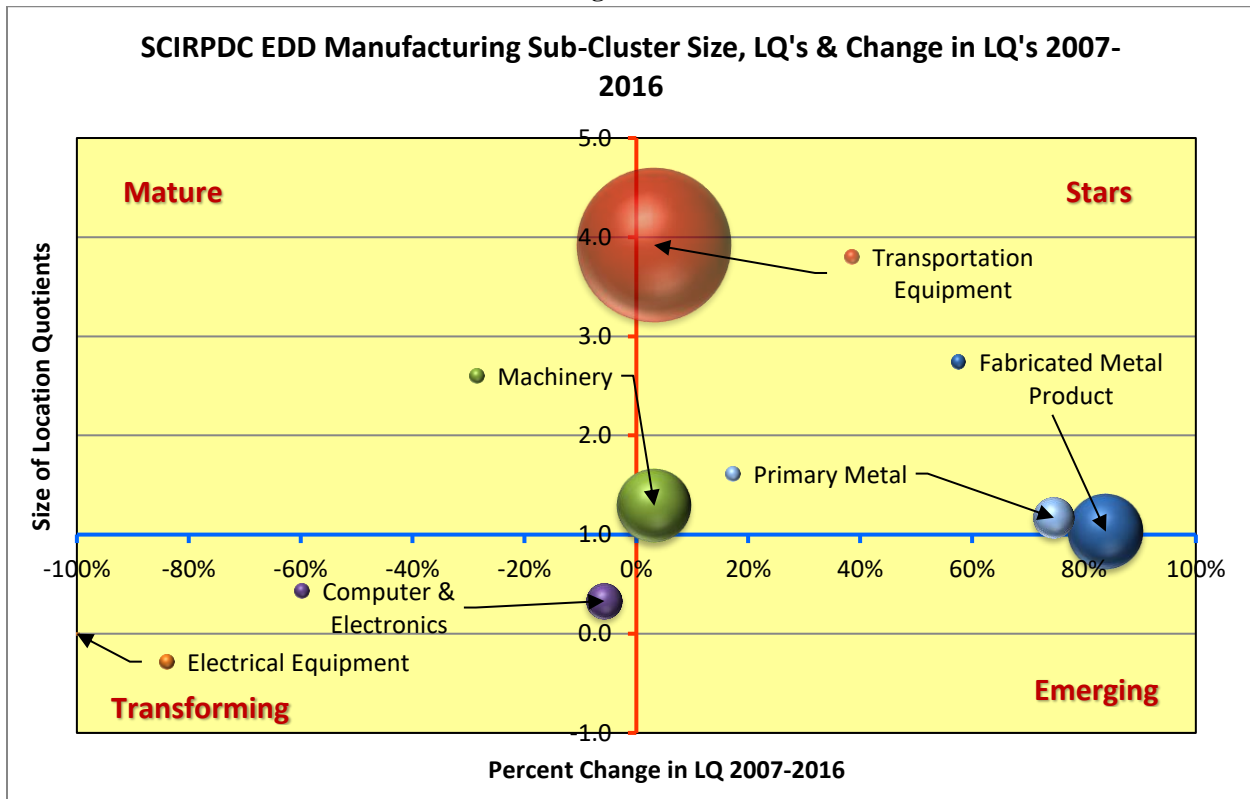 SCIRPDC EDD Manufacturing Sub-Cluster Size, LQ's & Change in LQ's 2007-
2016
5.0
Mature
Stars
4.0
Transportation
Equipment
3.0
Machinery
Fabricated Metal
Product
2.0
Primary Metal
1.0
-100% -80% -60% -40% -20% 0% 20% 40% 60% 80% 100%
Computer &
Electronics
0.0
Electrical Equipment
Transforming
Emerging
-1.0
Size of Location Quotients
Percent Change in LQ 2007-2016